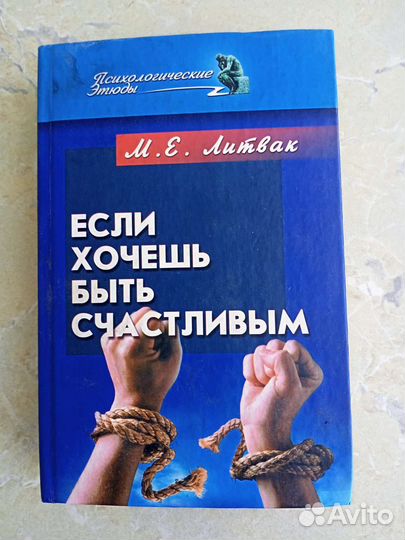 Психологические
Этюды
М. Е. Литвак
ЕСЛИ
ХОЧЕШЬ
БЫТЬ
СЧАСТЛИВЫМ
Avito